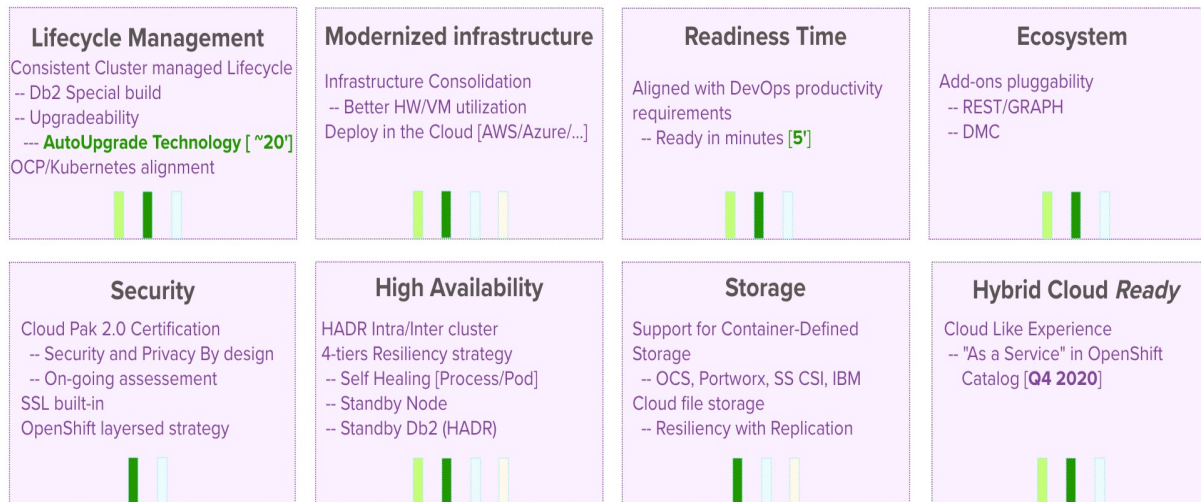 Lifecycle Management
Consistent Cluster managed Lifecycle
-- Db2 Special build
-- Upgradeability
--- AutoUpgrade Technology [ ~20']
OCP/Kubernetes alignment
Modernized infrastructure
Infrastructure Consolidation
-- Better HW/VM utilization
Deploy in the Cloud [AWS/Azure/...]
Readiness Time
Aligned with DevOps productivity
requirements
-- Ready in minutes [5']
Ecosystem
Add-ons pluggability
-- REST/GRAPH
-- DMC
Security
Cloud Pak 2.0 Certification
-- Security and Privacy By design
-- On-going assessement
SSL built-in
OpenShift layersed strategy
High Availability
HADR Intra/Inter cluster
4-tiers Resiliency strategy
-- Self Healing [Process/Pod]
-- Standby Node
-- Standby Db2 (HADR)
Storage
Support for Container-Defined
Storage
-- OCS, Portworx, SS CSI, IBM
Cloud file storage
-- Resiliency with Replication
Hybrid Cloud Ready
Cloud Like Experience
-- "As a Service" in OpenShift
Catalog [Q4 2020]